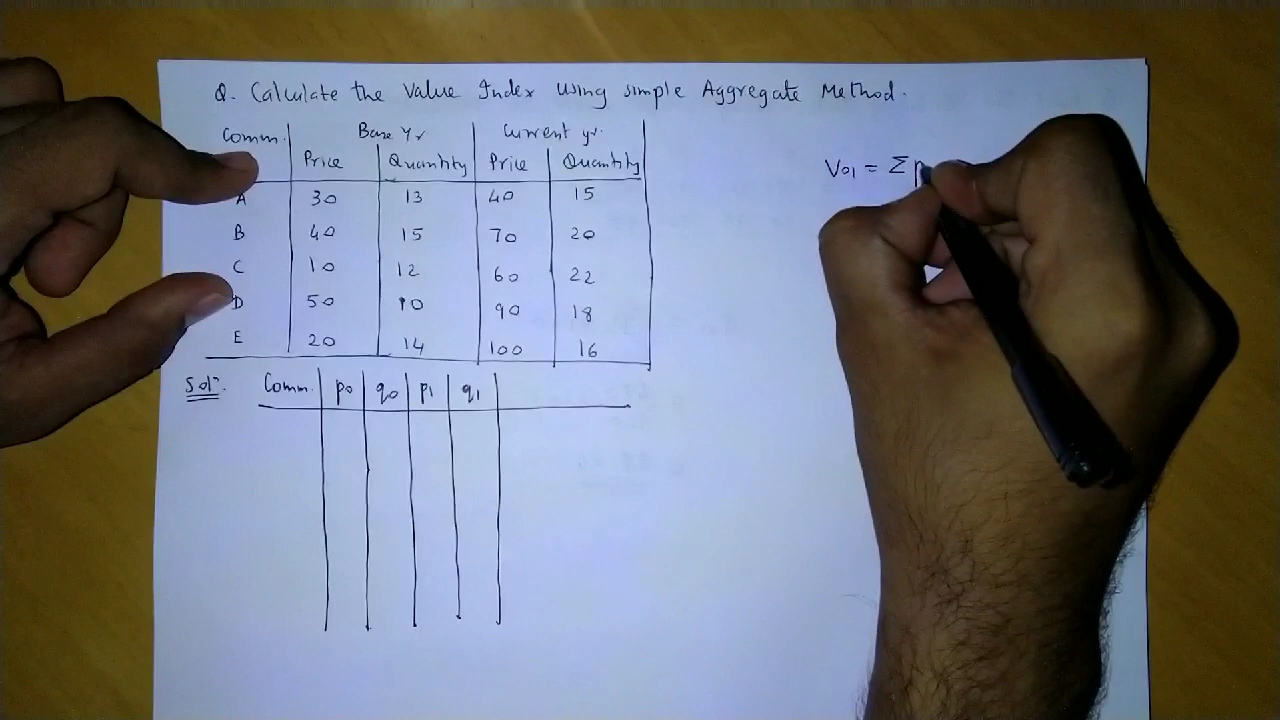 Q. Calculate the Value Index Using simple Aggregate Method.
Comm. Base Yr Current yr.
Price Quantity Price Quantity
A 30 13 40 15
B 40 15 70 20
C 10 12 60 22
D 50 10 90 18
E 20 14 100 16
Solⁿ. Comm. p0 q0 p1 q1
V01 = Σ p